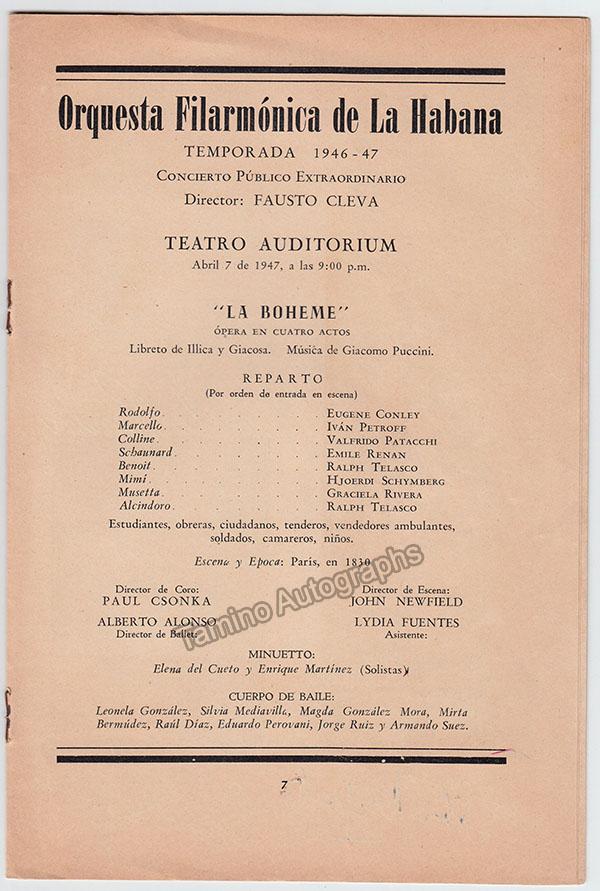 Orquesta Filarmónica de La Habana
TEMPORADA 1946-47
CONCIERTO PÚBLICO EXTRAORDINARIO
Director: FAUSTO CLEVA
TEATRO AUDITORIUM
Abril 7 de 1947, a las 9:00 p.m.
"LA BOHEME"
ÓPERA EN CUATRO ACTOS
Libreto de Illica y Giacosa. Música de Giacomo Puccini.
REPARTO
(Por orden de entrada en escena)
Rodolfo . . . . . . . . EUGENE CONLEY
Marcello . . . . . . . . IVÁN PETROFF
Colline . . . . . . . . VALFRIDO PATACCHI
Schaunard . . . . . . . . EMILE RENAN
Benoit . . . . . . . . RALPH TELASCO
Mimí . . . . . . . . HJOERDI SCHYMBERG
Musetta . . . . . . . . GRACIELA RIVERA
Alcindoro . . . . . . . . RALPH TELASCO
Estudiantes, obreras, ciudadanos, tenderos, vendedores ambulantes,
soldados, camareros, niños.
Escena y Epoca: París, en 1830
Director de Coro: Director de Escena:
PAUL CSONKA JOHN NEWFIELD
ALBERTO ALONSO LYDIA FUENTES
Director de Ballet: Asistente:
Tamino Autographs
MINUETTO:
Elena del Cueto y Enrique Martínez (Solistas)
CUERPO DE BAILE:
Leonela González, Silvia Mediavilla, Magda González Mora, Mirta
Bermúdez, Raúl Díaz, Eduardo Perovani, Jorge Ruiz y Armando Suez.
7